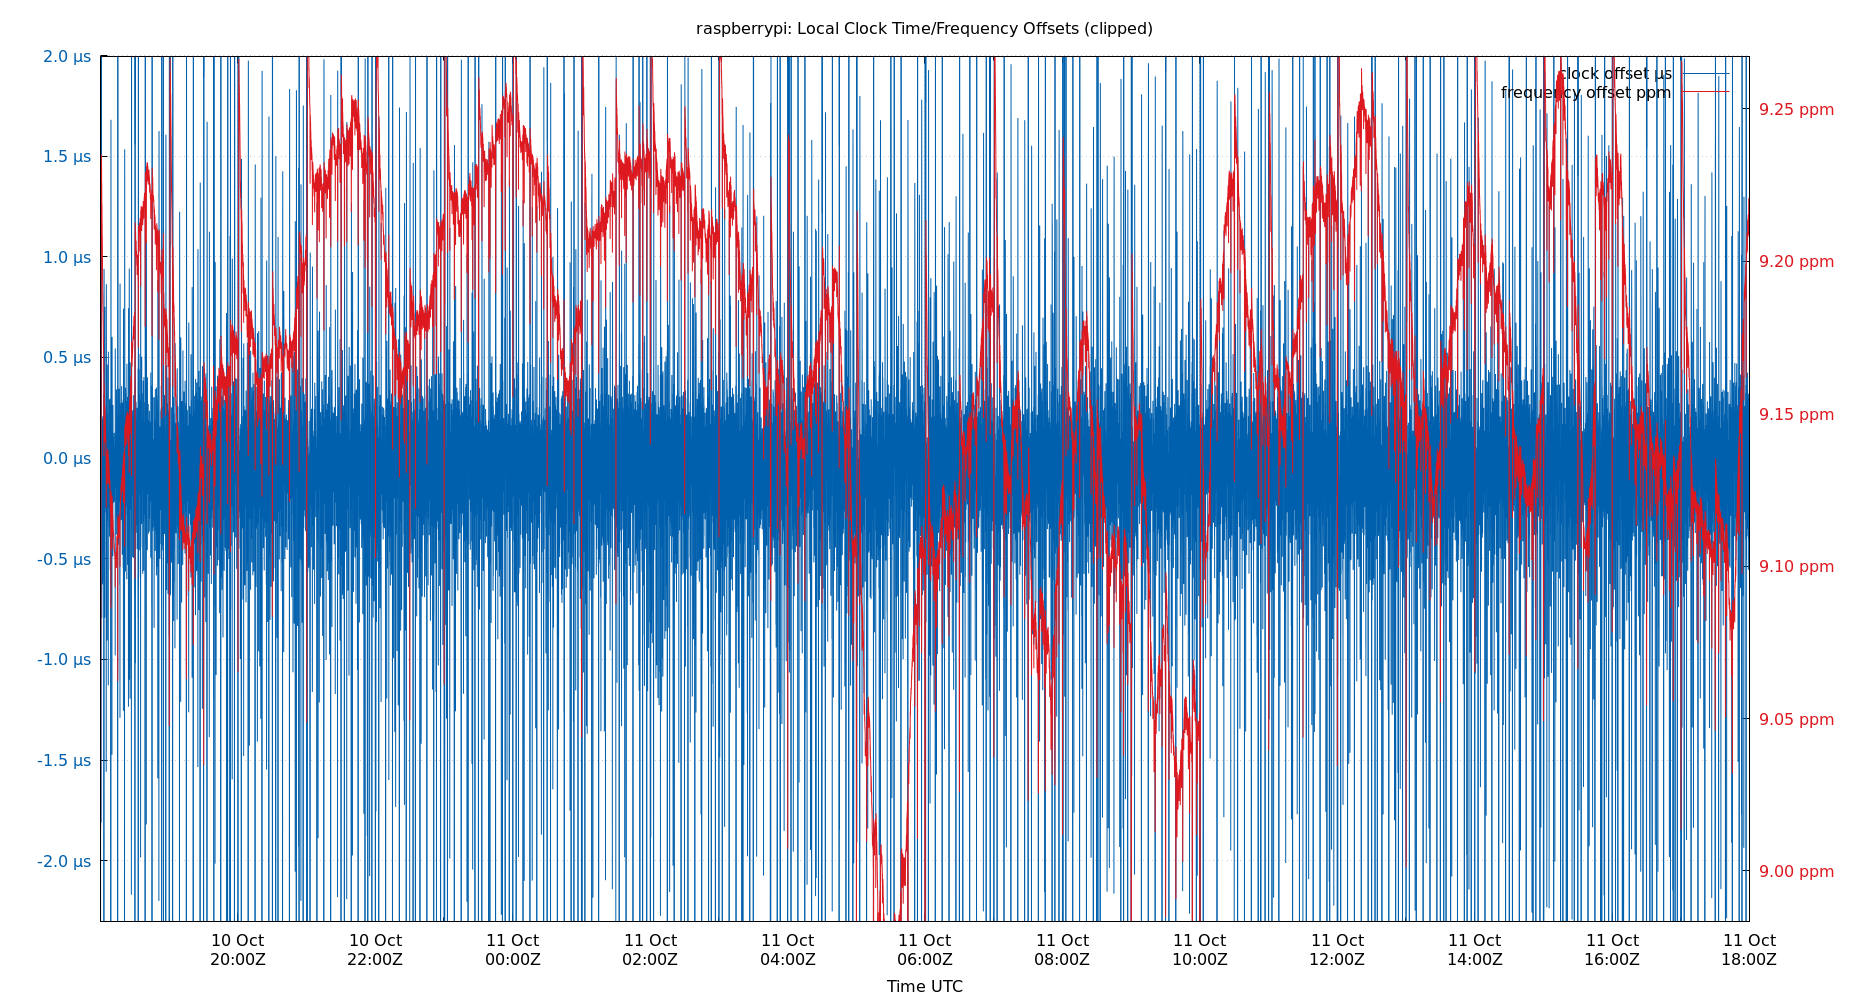 raspberrypi: Local Clock Time/Frequency Offsets (clipped)
clock offset µs
frequency offset ppm
2.0 µs
1.5 µs
1.0 µs
0.5 µs
0.0 µs
-0.5 µs
-1.0 µs
-1.5 µs
-2.0 µs
9.25 ppm
9.20 ppm
9.15 ppm
9.10 ppm
9.05 ppm
9.00 ppm
10 Oct 10 Oct 11 Oct 11 Oct 11 Oct 11 Oct 11 Oct 11 Oct 11 Oct 11 Oct 11 Oct 11 Oct
20:00Z 22:00Z 00:00Z 02:00Z 04:00Z 06:00Z 08:00Z 10:00Z 12:00Z 14:00Z 16:00Z 18:00Z
Time UTC